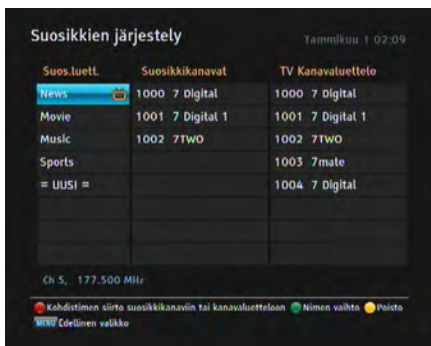 Suosikkien järjestely Tammikuu 1 02:09
Suos.luett. Suosikkikanavat TV Kanavaluettelo
News 1000 7 Digital 1000 7 Digital
Movie 1001 7 Digital 1 1001 7 Digital 1
Music 1002 7TWO 1002 7TWO
Sports 1003 7mate
= UUSI = 1004 7 Digital
Ch 5, 177.500 MHz
Kohdistimen siirto suosikkikanaviin tai kanavaluetteloon Nimen vaihto Poisto
MENU Edellinen valikko